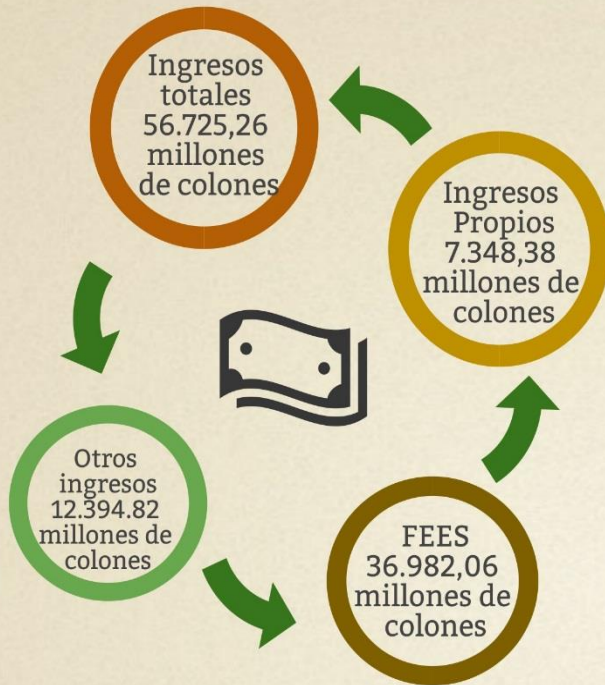 Ingresos
totales
56.725,26
millones
de colones
Ingresos
Propios
7.348,38
millones de
colones
Otros
ingresos
12.394.82
millones de
colones
FEES
36.982,06
millones de
colones